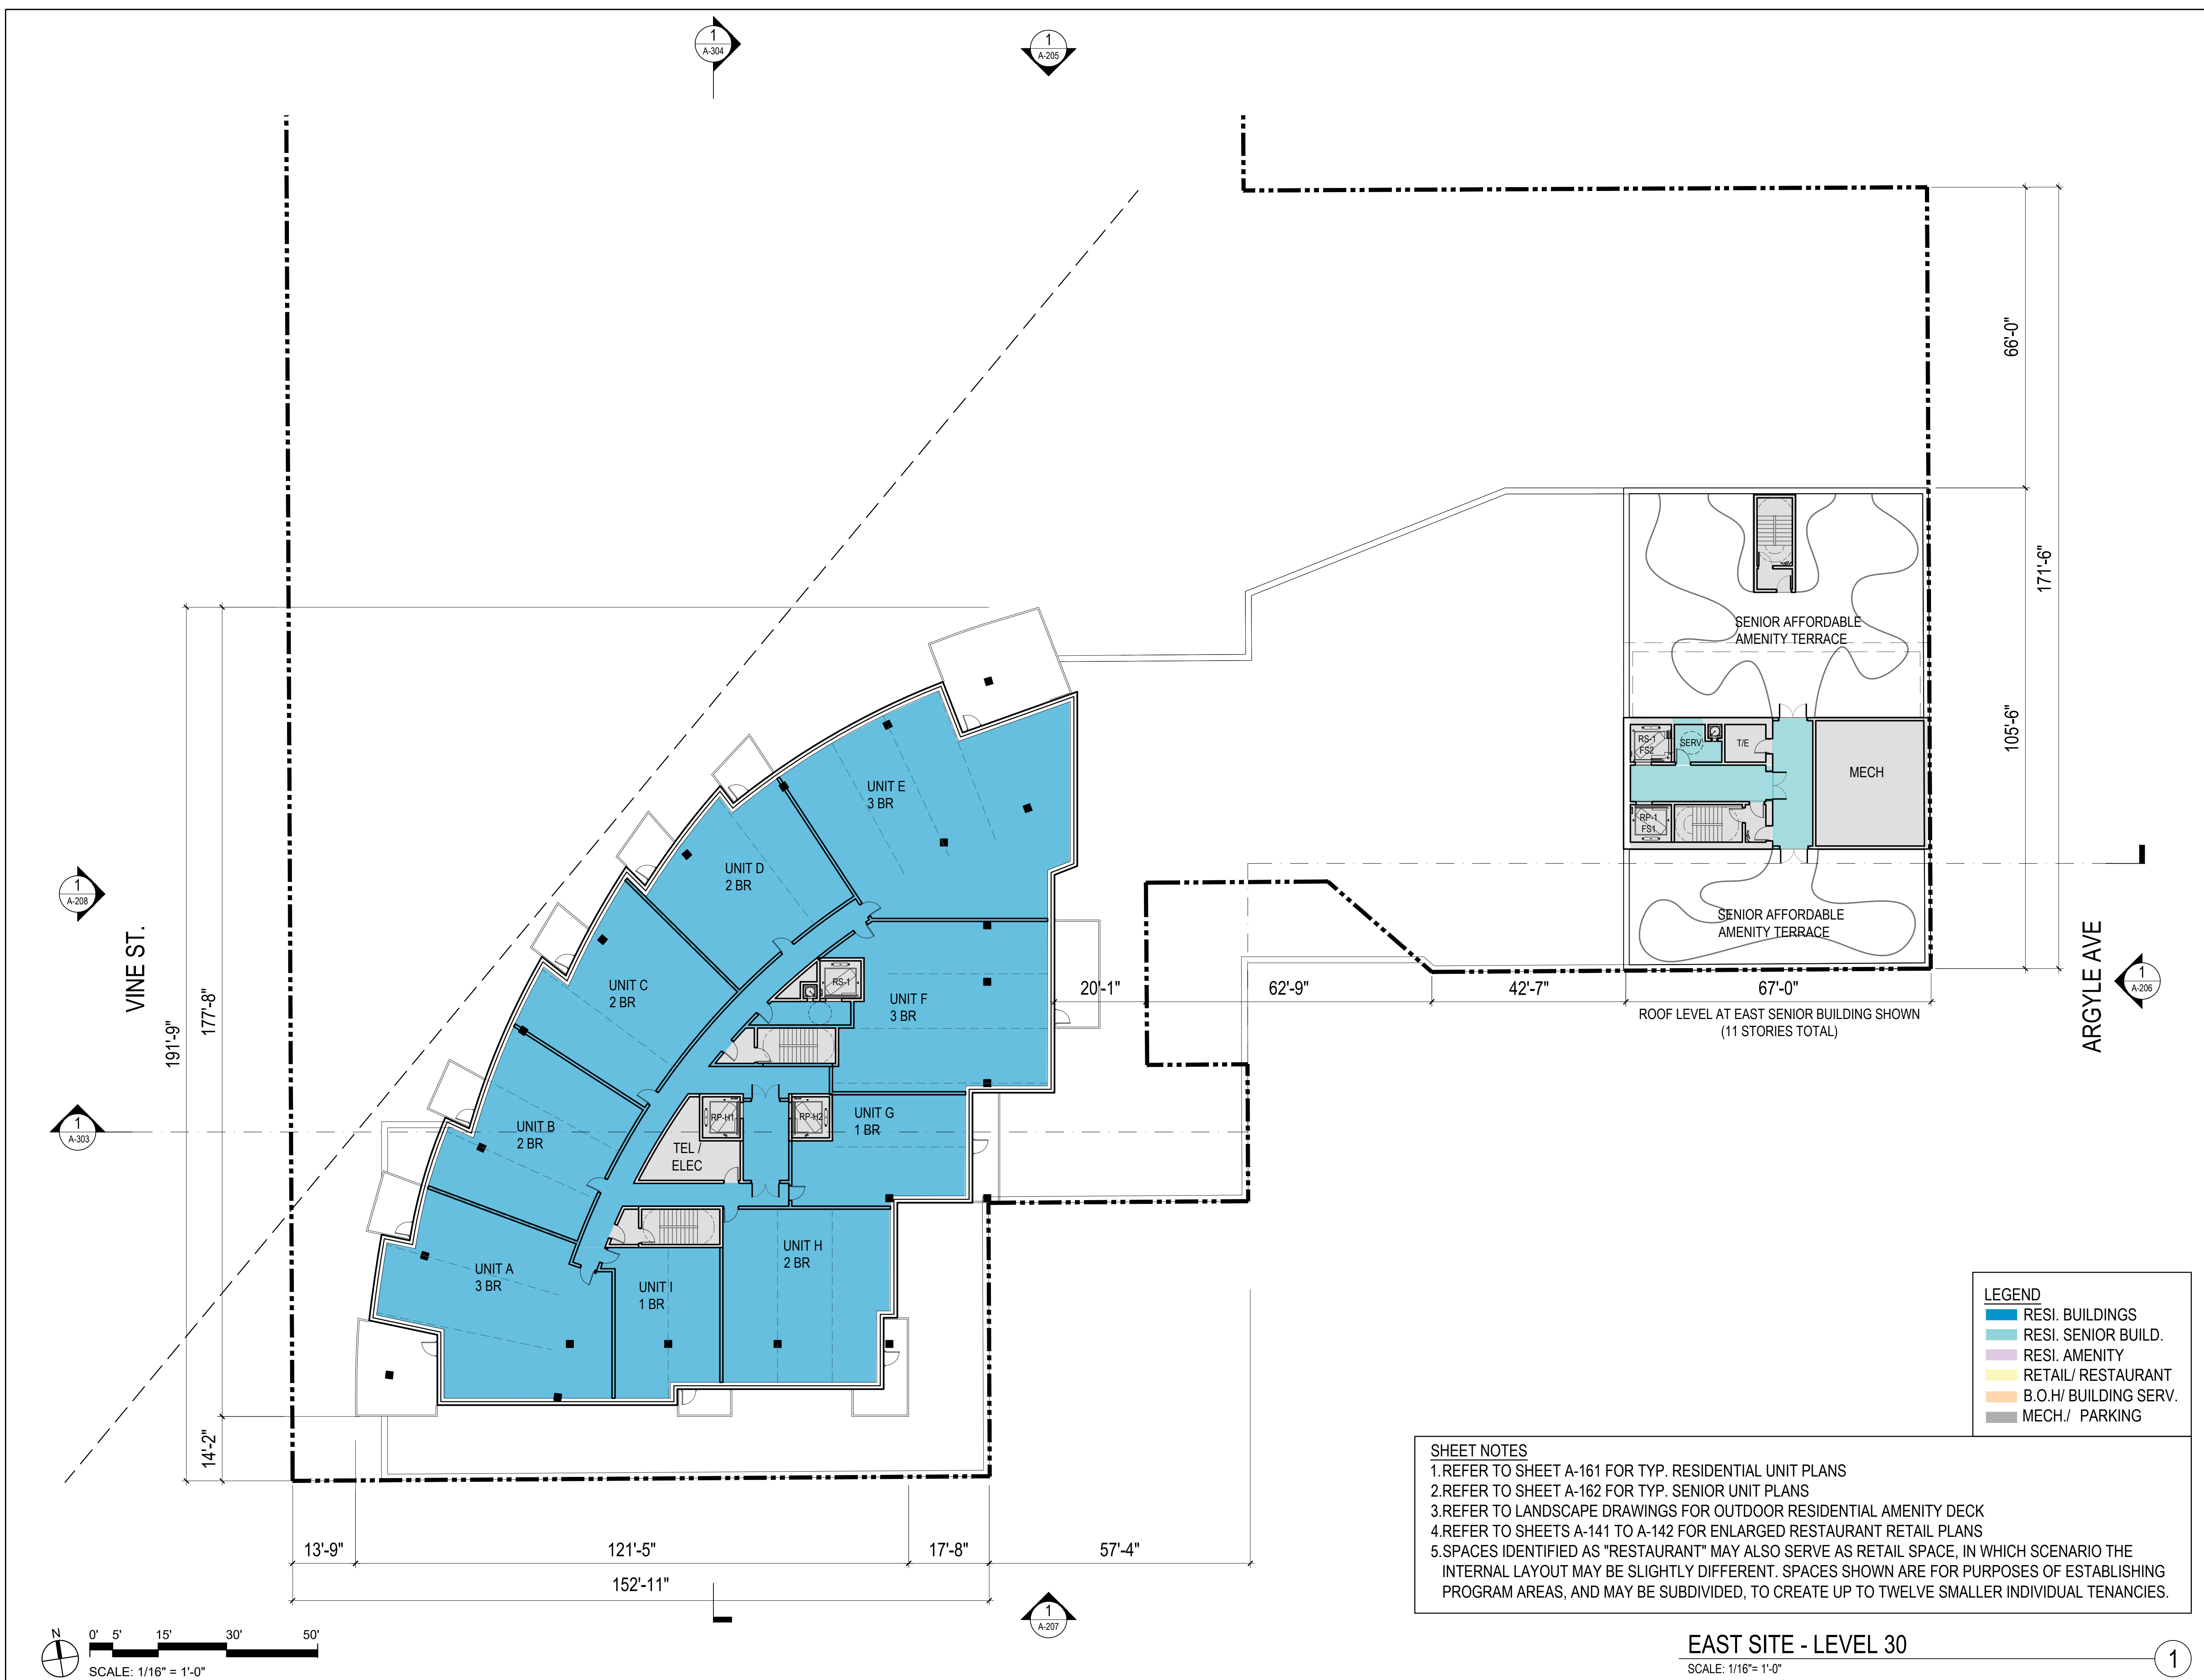 1
A-304
1
A-205
66'-0"
171'-6"
105'-6"
SENIOR AFFORDABLE
AMENITY TERRACE
RS-1
FS2
SERV.
T/E
MECH
RP-1
FS1
SENIOR AFFORDABLE
AMENITY TERRACE
UNIT E
3 BR
UNIT D
2 BR
1
A-208
VINE ST.
191'-9"
177'-8"
UNIT C
2 BR
RS-1
UNIT F
3 BR
20'-1"
62'-9"
42'-7"
67'-0"
ROOF LEVEL AT EAST SENIOR BUILDING SHOWN
(11 STORIES TOTAL)
ARGYLE AVE
1
A-206
1
A-303
UNIT B
2 BR
RP-H1
RP-H2
UNIT G
1 BR
TEL /
ELEC
UNIT A
3 BR
UNIT I
1 BR
UNIT H
2 BR
14'-2"
13'-9"
121'-5"
17'-8"
57'-4"
152'-11"
1
A-207
LEGEND
RESI. BUILDINGS
RESI. SENIOR BUILD.
RESI. AMENITY
RETAIL/ RESTAURANT
B.O.H/ BUILDING SERV.
MECH./ PARKING
SHEET NOTES
1.REFER TO SHEET A-161 FOR TYP. RESIDENTIAL UNIT PLANS
2.REFER TO SHEET A-162 FOR TYP. SENIOR UNIT PLANS
3.REFER TO LANDSCAPE DRAWINGS FOR OUTDOOR RESIDENTIAL AMENITY DECK
4.REFER TO SHEETS A-141 TO A-142 FOR ENLARGED RESTAURANT RETAIL PLANS
5.SPACES IDENTIFIED AS "RESTAURANT" MAY ALSO SERVE AS RETAIL SPACE, IN WHICH SCENARIO THE
INTERNAL LAYOUT MAY BE SLIGHTLY DIFFERENT. SPACES SHOWN ARE FOR PURPOSES OF ESTABLISHING
PROGRAM AREAS, AND MAY BE SUBDIVIDED, TO CREATE UP TO TWELVE SMALLER INDIVIDUAL TENANCIES.
N
0' 5' 15' 30' 50'
SCALE: 1/16" = 1'-0"
EAST SITE - LEVEL 30
SCALE: 1/16"= 1'-0"
1